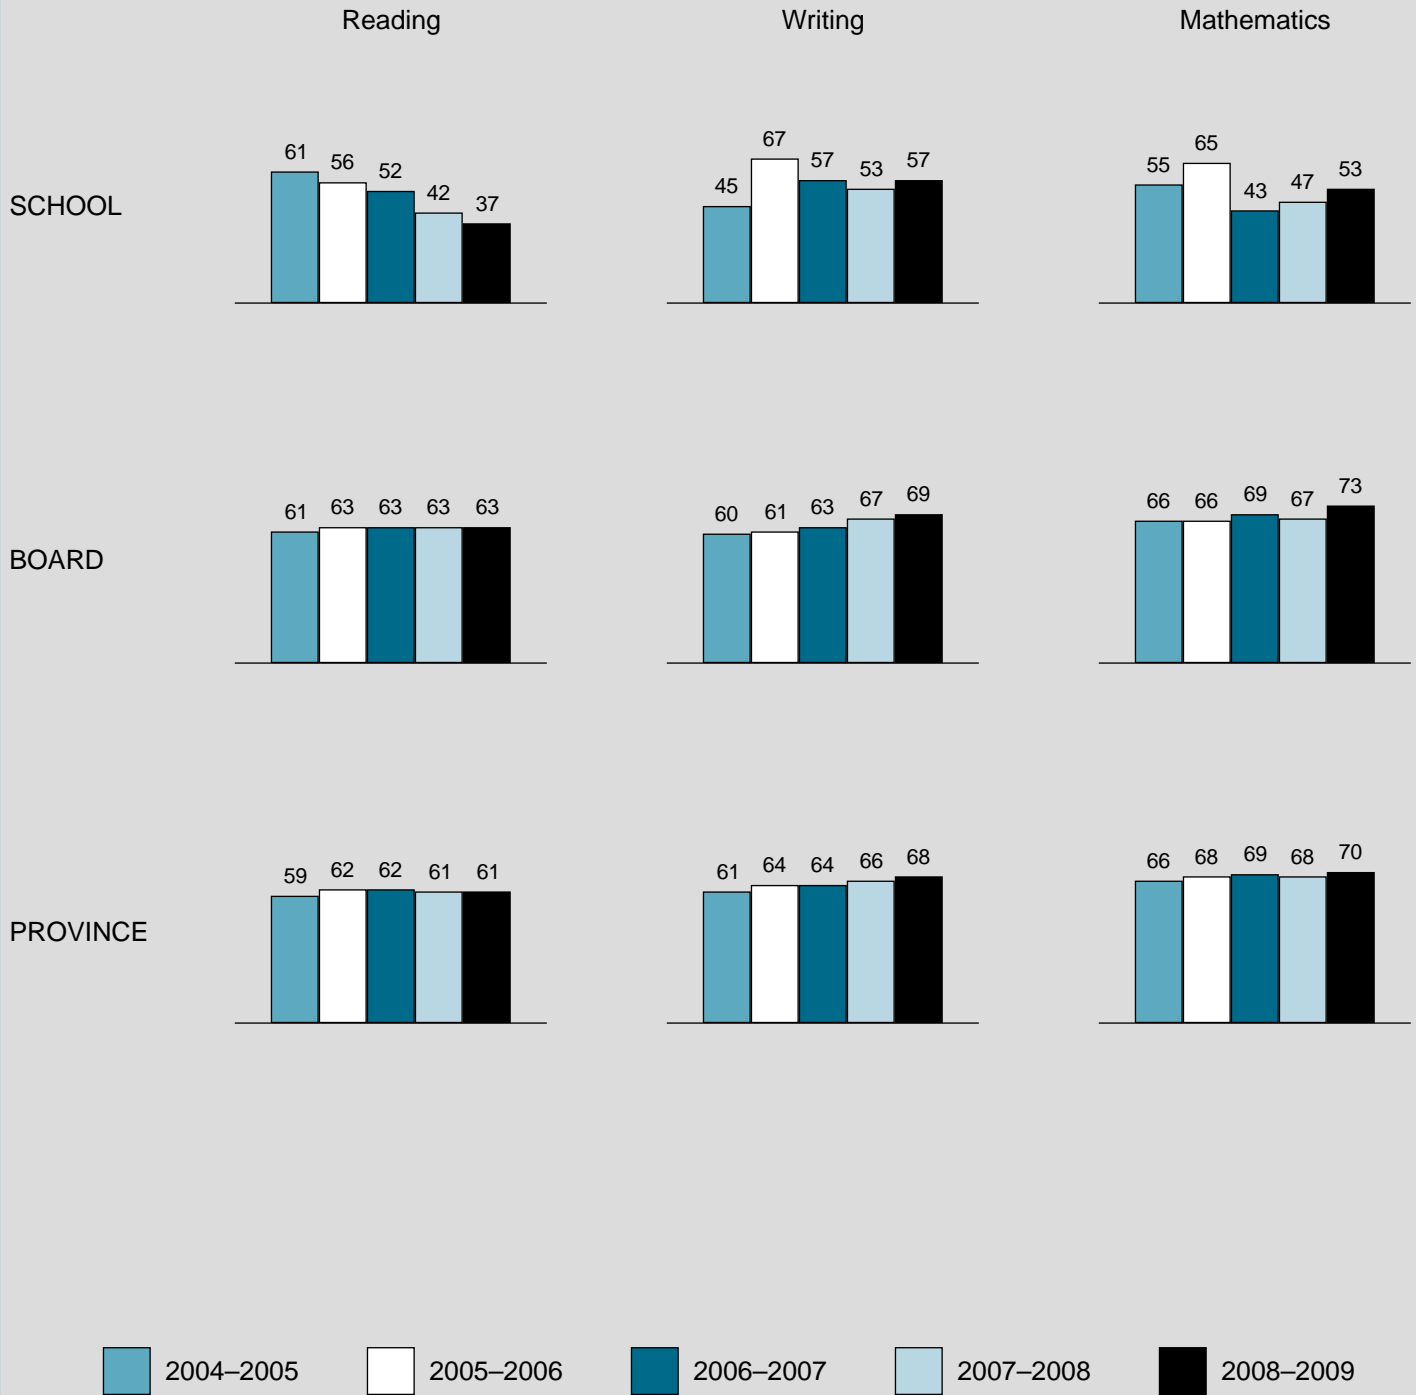 Reading Writing Mathematics
SCHOOL
61 56 52 42 37
45 67 57 53 57
55 65 43 47 53
BOARD
61 63 63 63 63
60 61 63 67 69
66 66 69 67 73
PROVINCE
59 62 62 61 61
61 64 64 66 68
66 68 69 68 70
2004–2005 2005–2006 2006–2007 2007–2008 2008–2009